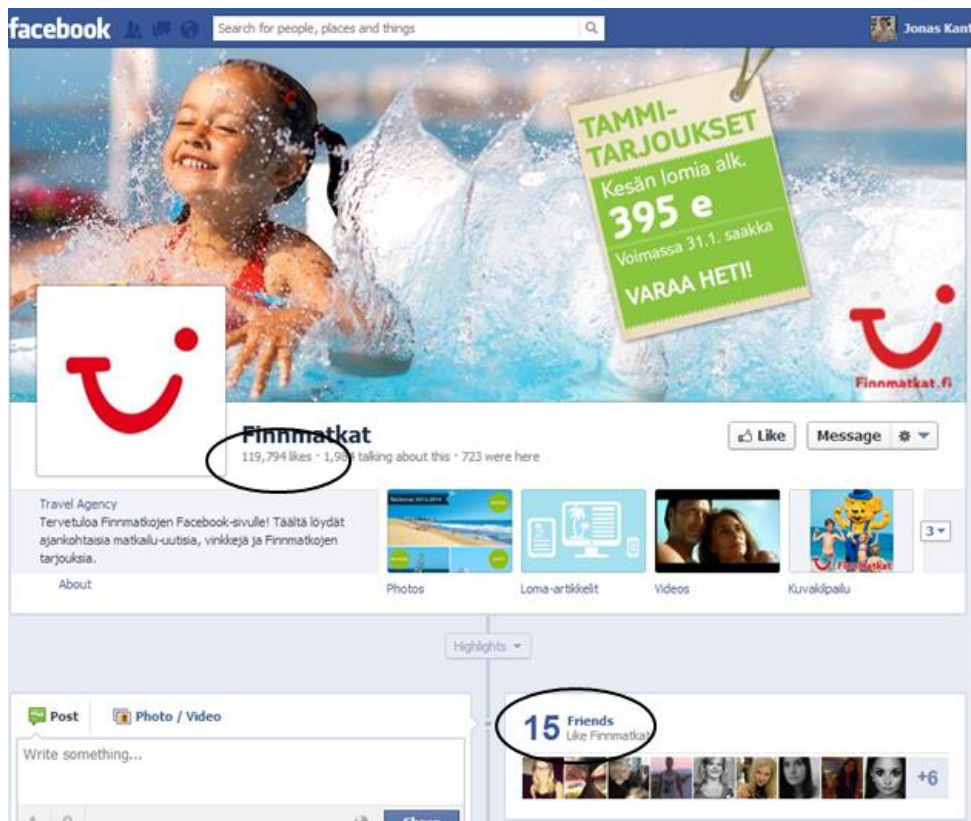 facebook
Search for people, places and things
Jonas Kant
TAMMI-
TARJOUKSET
Kesän lomia alk.
395 e
Voimassa 31.1. saakka
VARAA HETI!
Finnmatkat.fi
Finnmatkat
119,794 likes · 1,984 talking about this · 723 were here
Like
Message
Travel Agency
Tervetuloa Finnmatkojen Facebook-sivulle! Täältä löydät
ajankohtaisia matkailu-uutisia, vinkkejä ja Finnmatkojen
tarjouksia.
About
Finnmatkat
3
Photos
Loma-artikkelit
Videos
Kuvakilpailu
Highlights
Post
Photo / Video
Write something...
Share
15 Friends
Like Finnmatkat
+6